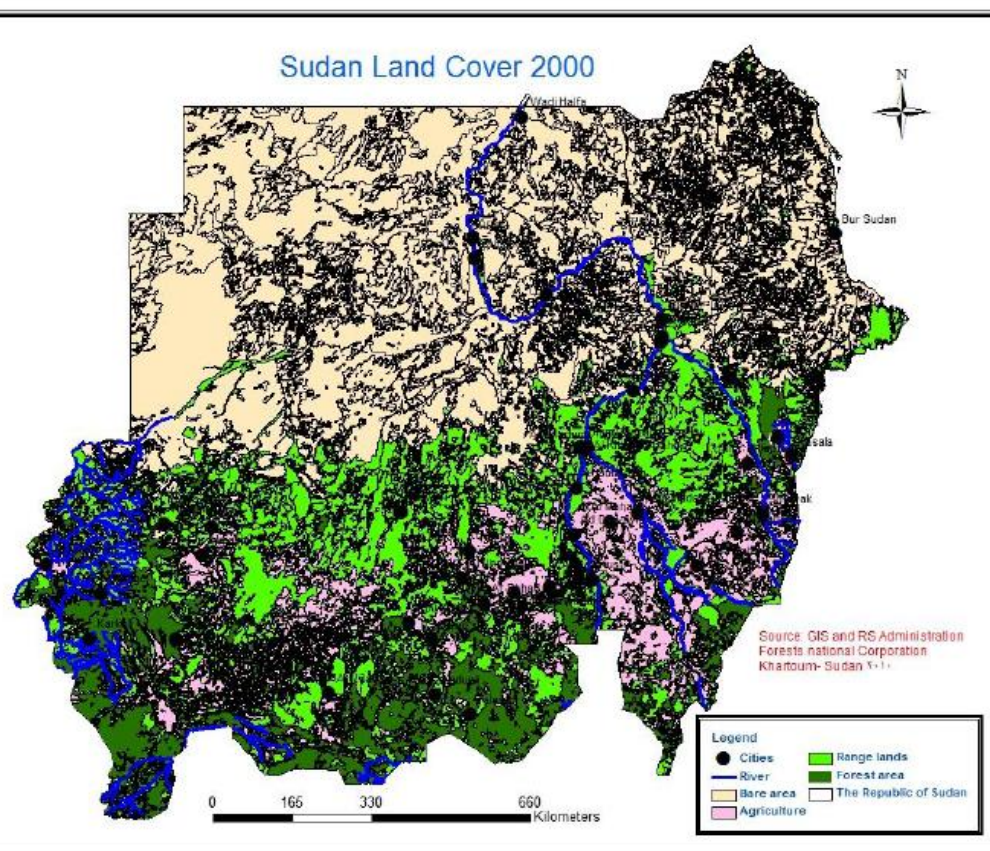 Sudan Land Cover 2000
N
Wadi Halfa
Bur Sudan
Source: GIS and RS Administration
Forests national Corporation
Khartoum- Sudan ٢٠١٠
Legend
Cities
River
Bare area
Agriculture
Range lands
Forest area
The Republic of Sudan
0 165 330 660
Kilometers